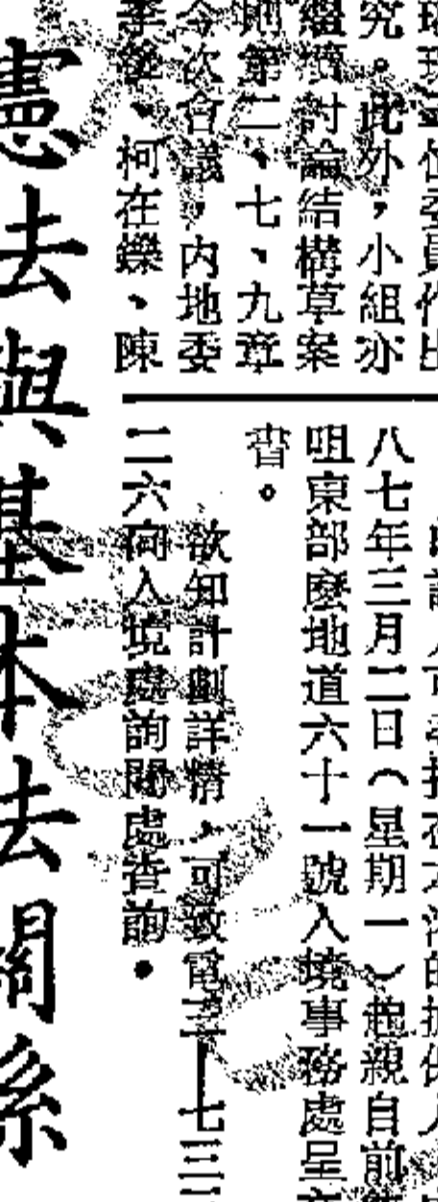 究。此外，小組亦
繼續討論結構草案
地第二、七、九章
今次會議，內地委
李後、柯在鑠、陳
八七年三月二日（星期一）起親自前
咀東部麼地道六十一號入境事務處呈
書。
欲知計劃詳情，可致電三—七三三
二六向入境處詢問處查詢。
憲法與基本法關係